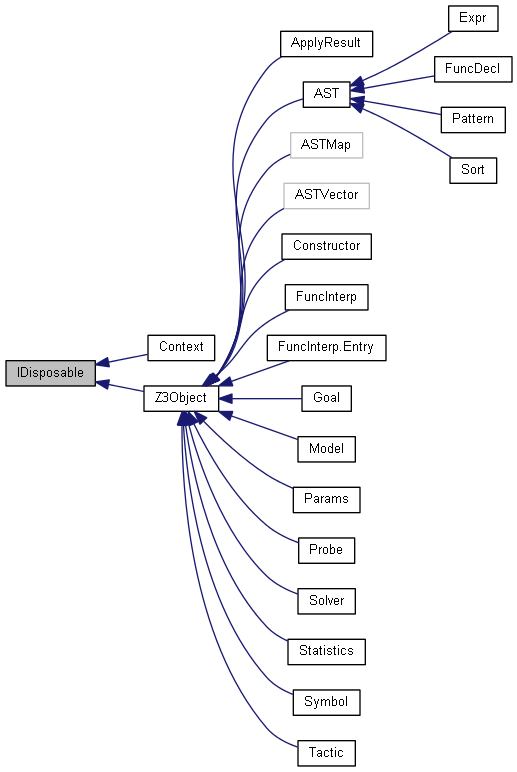 Expr
ApplyResult
FuncDecl
AST
Pattern
ASTMap
Sort
ASTVector
Constructor
FuncInterp
Context
FuncInterp.Entry
IDisposable
Z3Object
Goal
Model
Params
Probe
Solver
Statistics
Symbol
Tactic